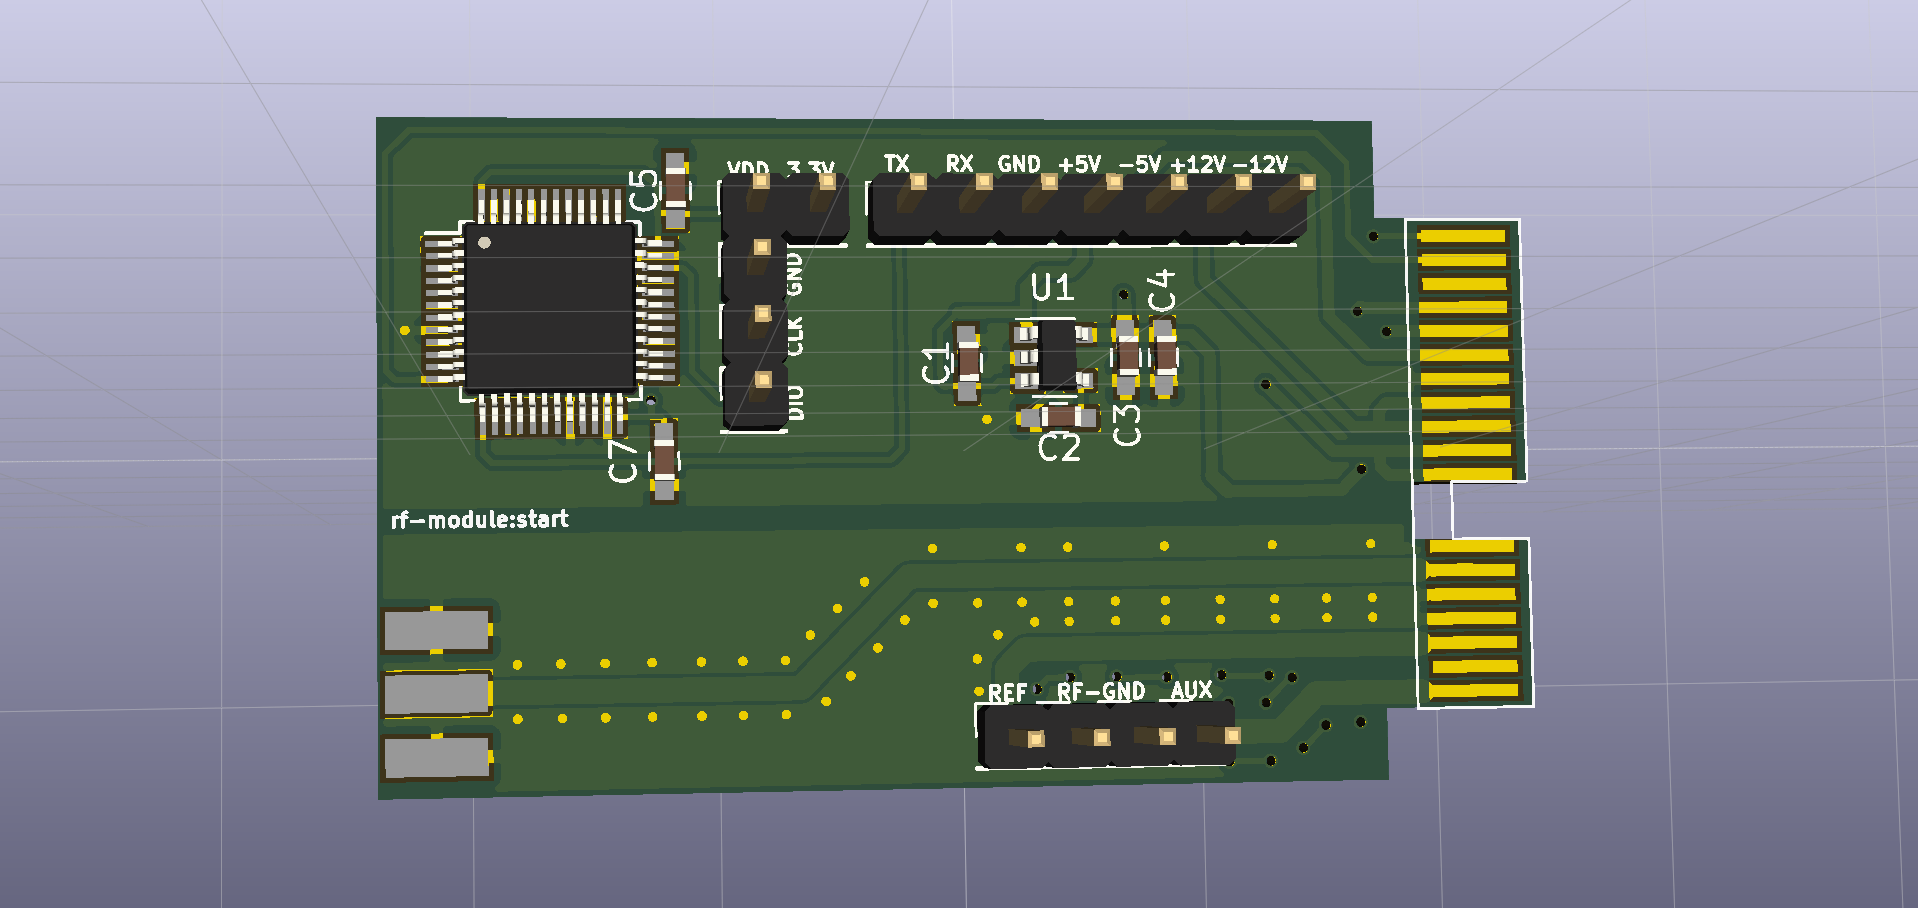 VDD 3.3V
TX RX GND +5V -5V +12V -12V
C5
GND
CLK
DIO
U1
C4
C1
C3
C2
C7
rf-module:start
REF RF-GND AUX